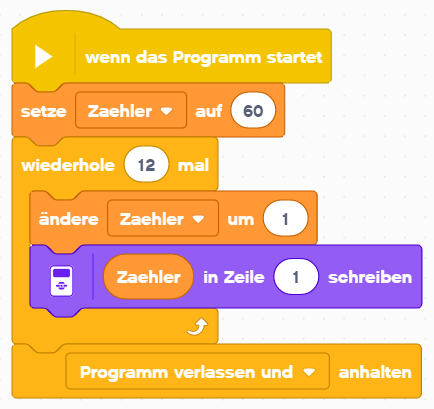 wenn das Programm startet
setze Zaehler auf 60
wiederhole 12 mal
ändere Zaehler um 1
Zaehler in Zeile 1 schreiben
Programm verlassen und anhalten